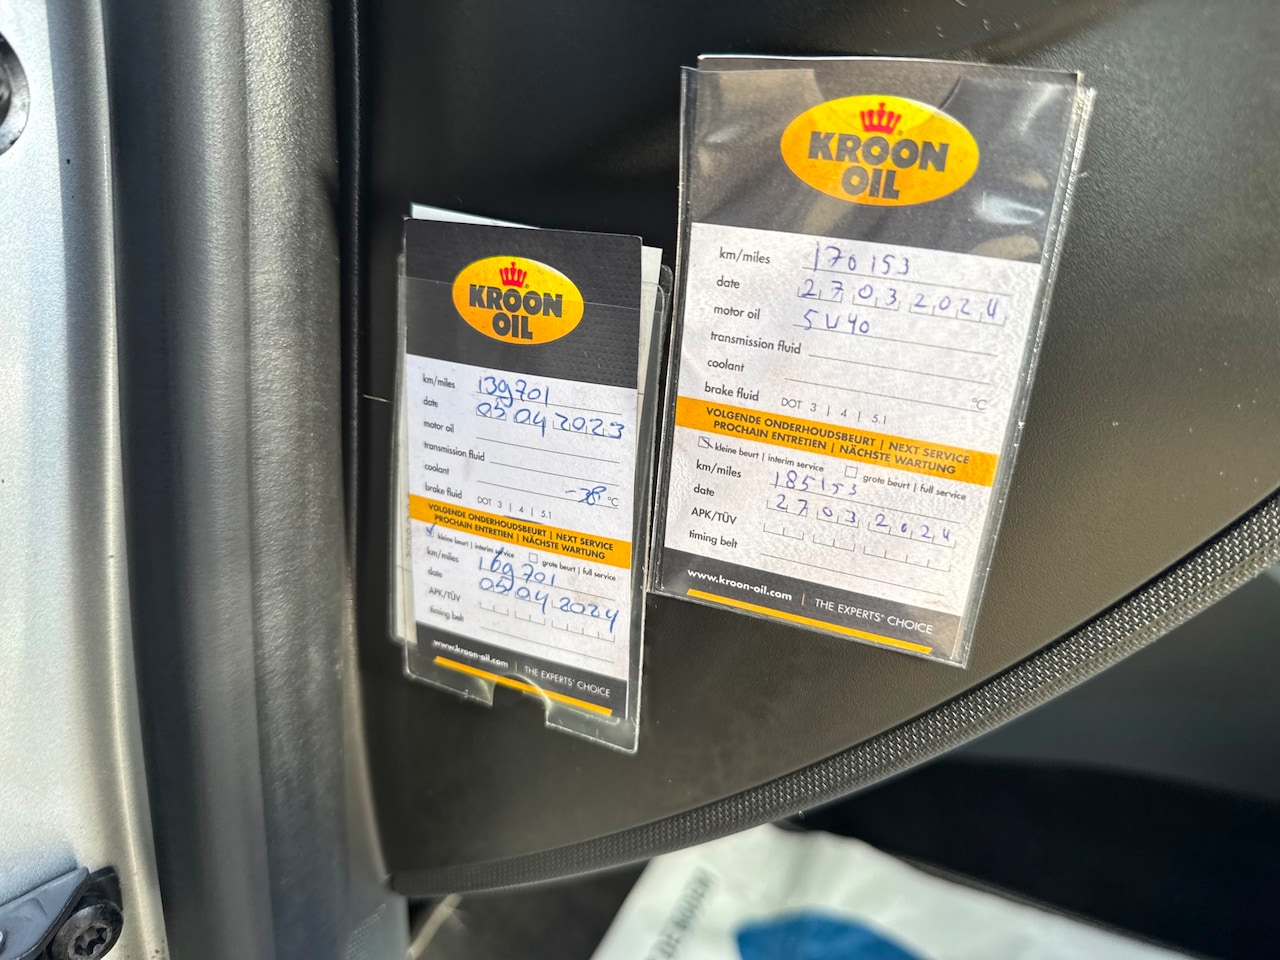 KROON
OIL
km/miles 139701
date 05 04 2023
motor oil
transmission fluid
coolant -38 °C
brake fluid DOT 3 | 4 | 5.1
VOLGENDE ONDERHOUDSBEURT | NEXT SERVICE
PROCHAIN ENTRETIEN | NÄCHSTE WARTUNG
kleine beurt | interim service grote beurt | full service
km/miles 169701
date 05 04 2024
APK/TÜV
timing belt
www.kroon-oil.com | THE EXPERTS' CHOICE
KROON
OIL
km/miles 170153
date 27 03 2024
motor oil 5W40
transmission fluid
coolant °C
brake fluid DOT 3 | 4 | 5.1
VOLGENDE ONDERHOUDSBEURT | NEXT SERVICE
PROCHAIN ENTRETIEN | NÄCHSTE WARTUNG
kleine beurt | interim service grote beurt | full service
km/miles 185153
date 27 03 2024
APK/TÜV
timing belt
www.kroon-oil.com | THE EXPERTS' CHOICE